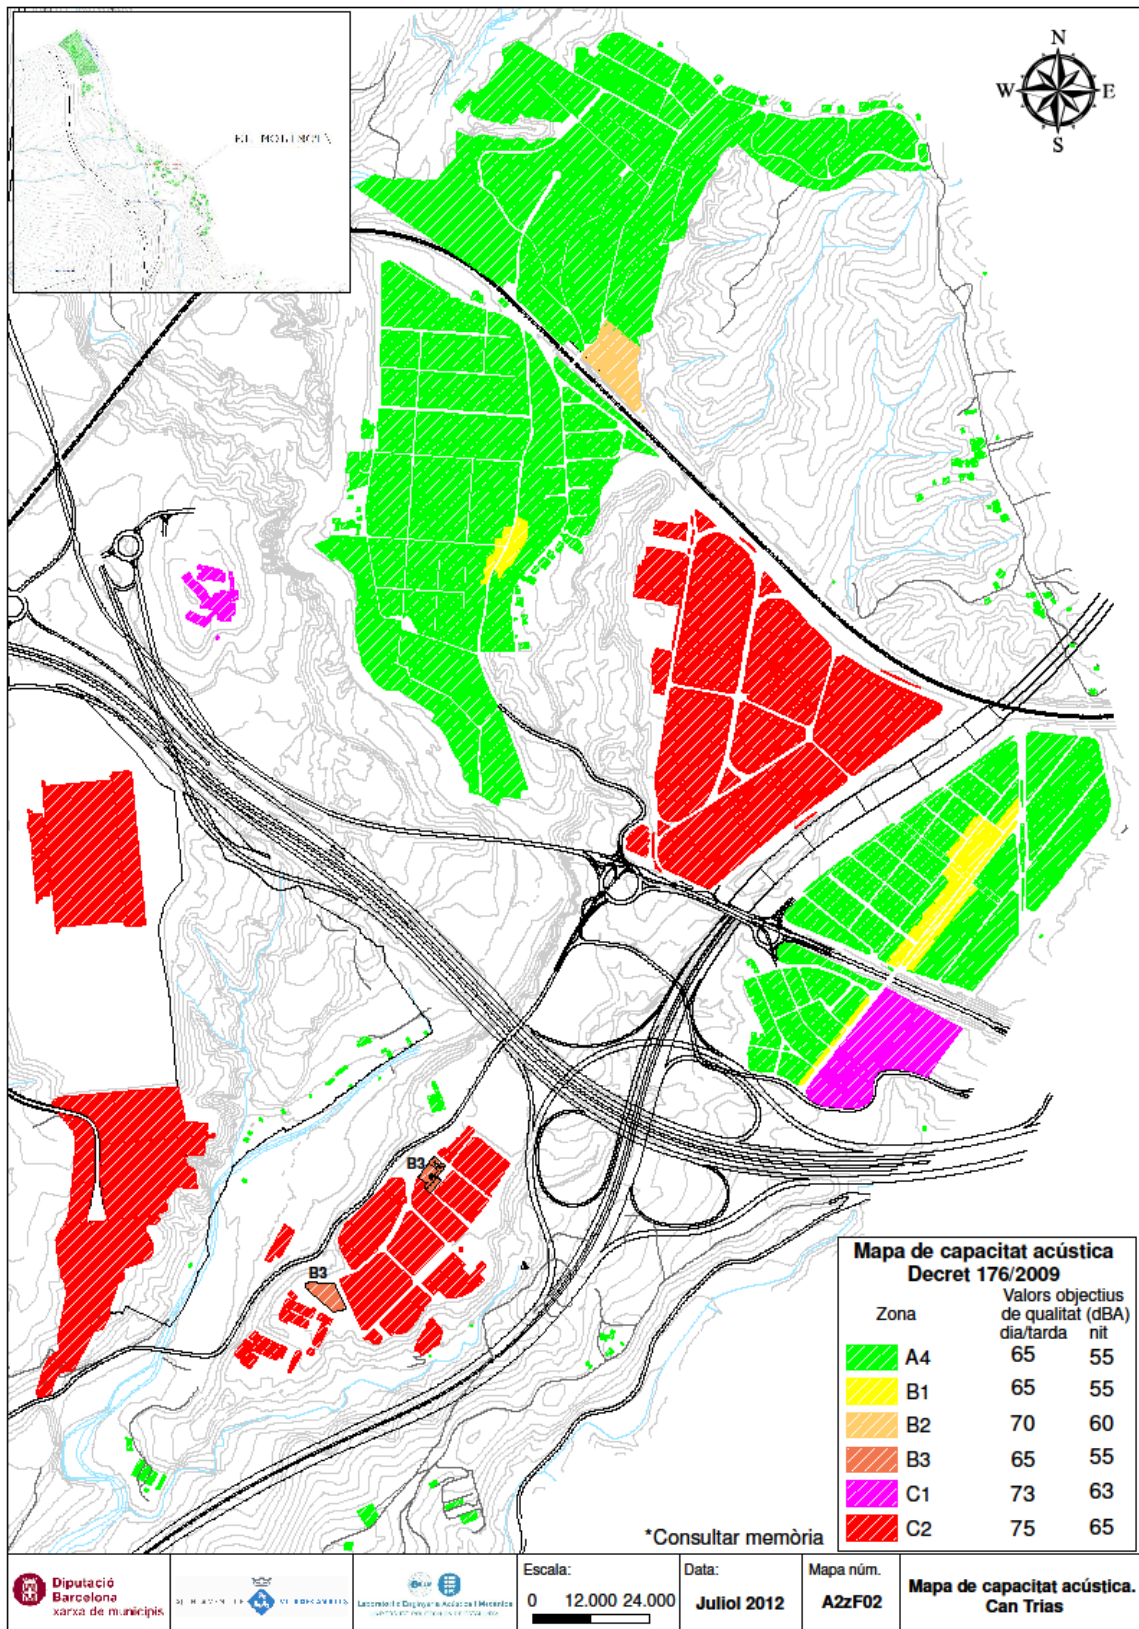 N
W E
S
EL MOLINOT
B3
B3
Mapa de capacitat acústica
Decret 176/2009
Valors objectius
Zona de qualitat (dBA)
dia/tarda nit
A4 65 55
B1 65 55
B2 70 60
B3 65 55
C1 73 63
C2 75 65
*Consultar memòria
Diputació
Barcelona
xarxa de municipis
Escala:
0 12.000 24.000
Data:
Juliol 2012
Mapa núm.
A2zF02
Mapa de capacitat acústica.
Can Trias